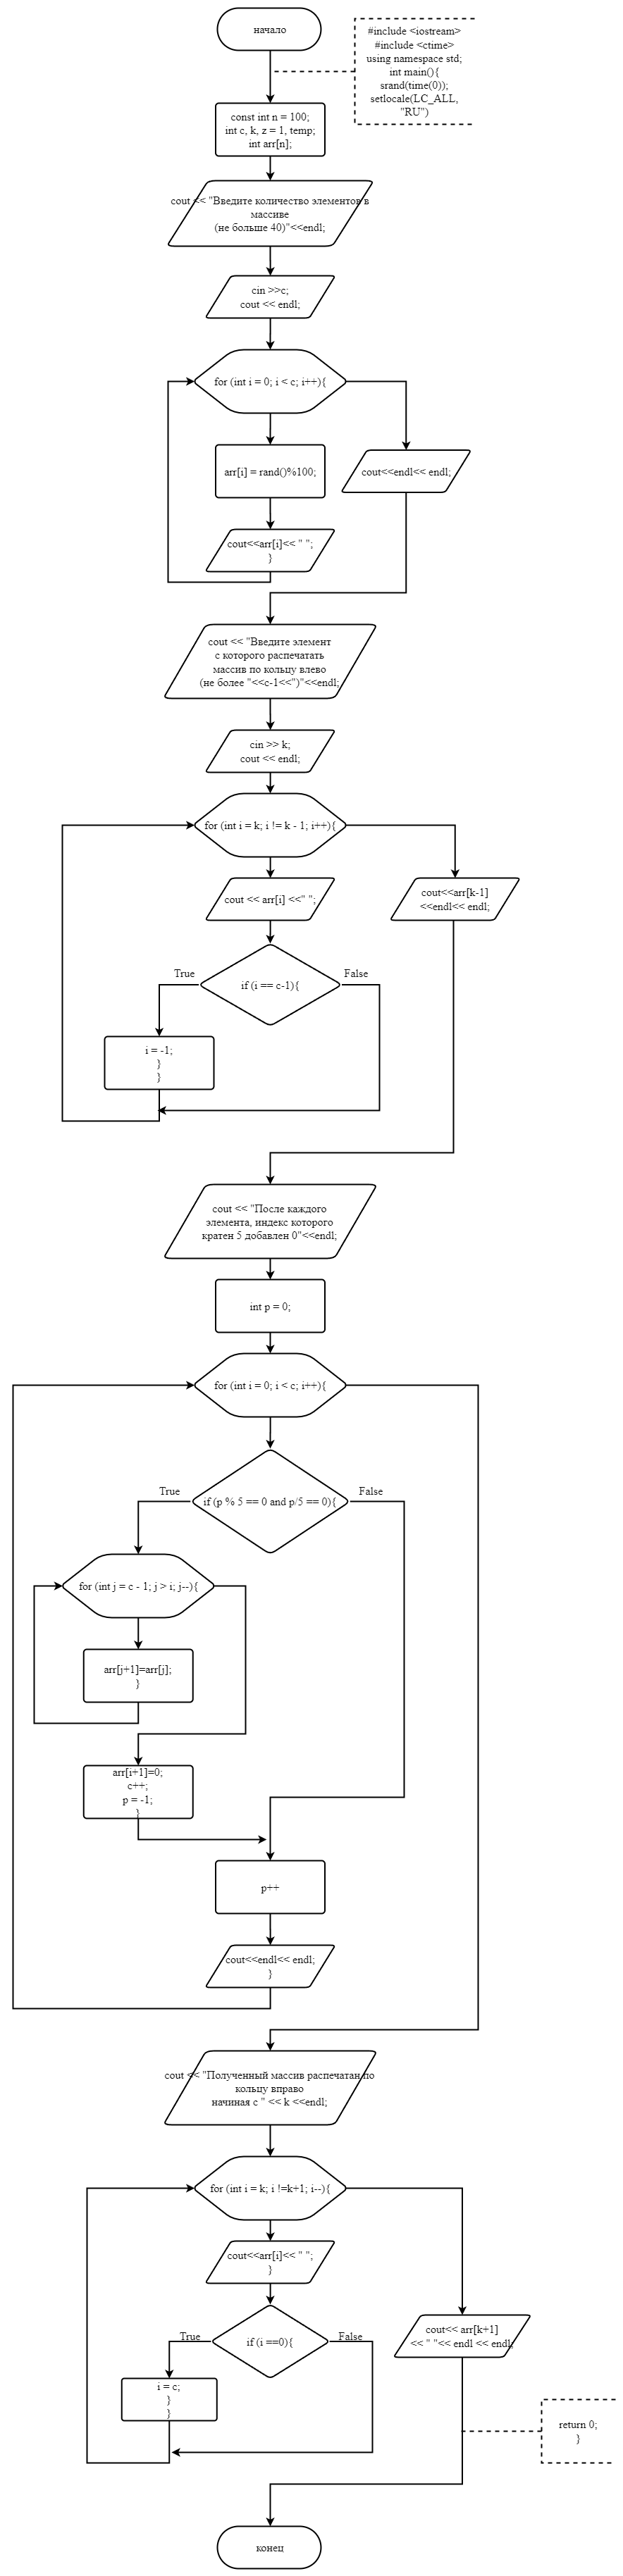 начало
#include <iostream>
#include <ctime>
using namespace std;
int main(){
srand(time(0));
setlocale(LC_ALL,
"RU")
const int n = 100;
int c, k, z = 1, temp;
int arr[n];
cout << "Введите количество элементов в
массиве
(не больше 40)"<<endl;
cin >>c;
cout << endl;
for (int i = 0; i < c; i++){
arr[i] = rand()%100;
cout<<endl<< endl;
cout<<arr[i]<< " ";
}
cout << "Введите элемент
с которого распечатать
массив по кольцу влево
(не более "<<c-1<<")"<<endl;
cin >> k;
cout << endl;
for (int i = k; i != k - 1; i++){
cout << arr[i] <<" ";
cout<<arr[k-1]
<<endl<< endl;
True
False
if (i == c-1){
i = -1;
}
}
cout << "После каждого
элемента, индекс которого
кратен 5 добавлен 0"<<endl;
int p = 0;
for (int i = 0; i < c; i++){
True
False
if (p % 5 == 0 and p/5 == 0){
for (int j = c - 1; j > i; j--){
arr[j+1]=arr[j];
}
arr[i+1]=0;
c++;
p = -1;
}
p++
cout<<endl<< endl;
}
cout << "Полученный массив распечатан по
кольцу вправо
начиная с " << k <<endl;
for (int i = k; i !=k+1; i--){
cout<<arr[i]<< " ";
}
True
False
if (i ==0){
cout<< arr[k+1]
<< " "<< endl << endl;
i = c;
}
}
return 0;
}
конец